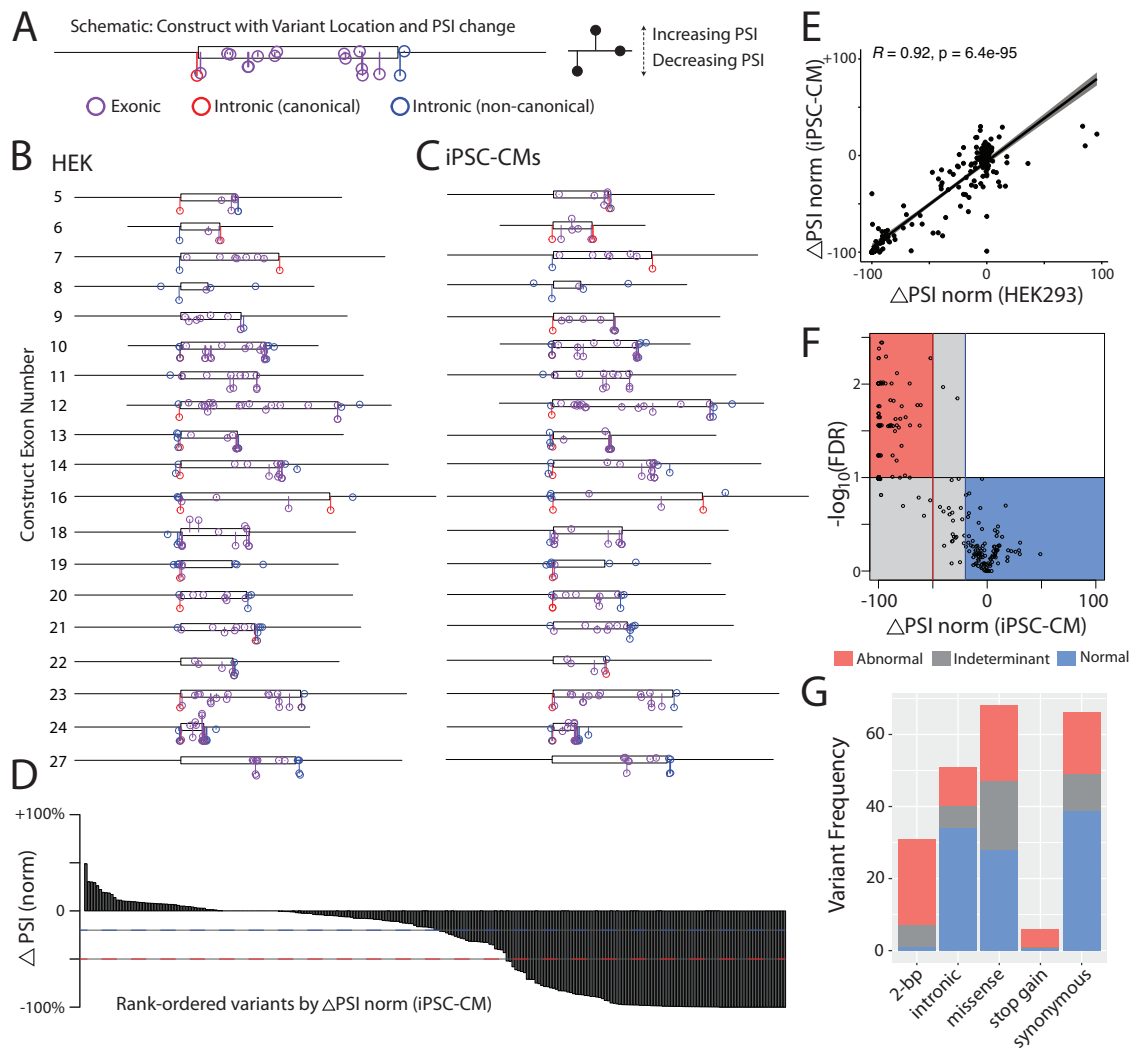 A
Schematic: Construct with Variant Location and PSI change
Increasing PSI
Decreasing PSI
Exonic
Intronic (canonical)
Intronic (non-canonical)
B
HEK
Construct Exon Number
5
6
7
8
9
10
11
12
13
14
16
18
19
20
21
22
23
24
27
C
iPSC-CMs
D
△ PSI (norm)
+100%
0
-100%
Rank-ordered variants by △PSI norm (iPSC-CM)
E
R = 0.92, p = 6.4e-95
△PSI norm (iPSC-CM)
+100
0
-100
-100
0
100
△PSI norm (HEK293)
F
-log10(FDR)
2
1
0
-100
0
100
△PSI norm (iPSC-CM)
Abnormal
Indeterminant
Normal
G
Variant Frequency
60
40
20
0
2-bp
intronic
missense
stop gain
synonymous